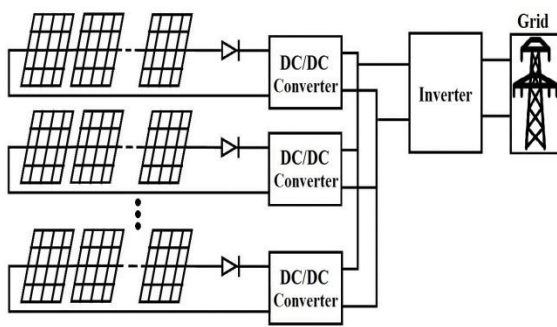 Grid
DC/DC
Converter
Inverter
DC/DC
Converter
DC/DC
Converter